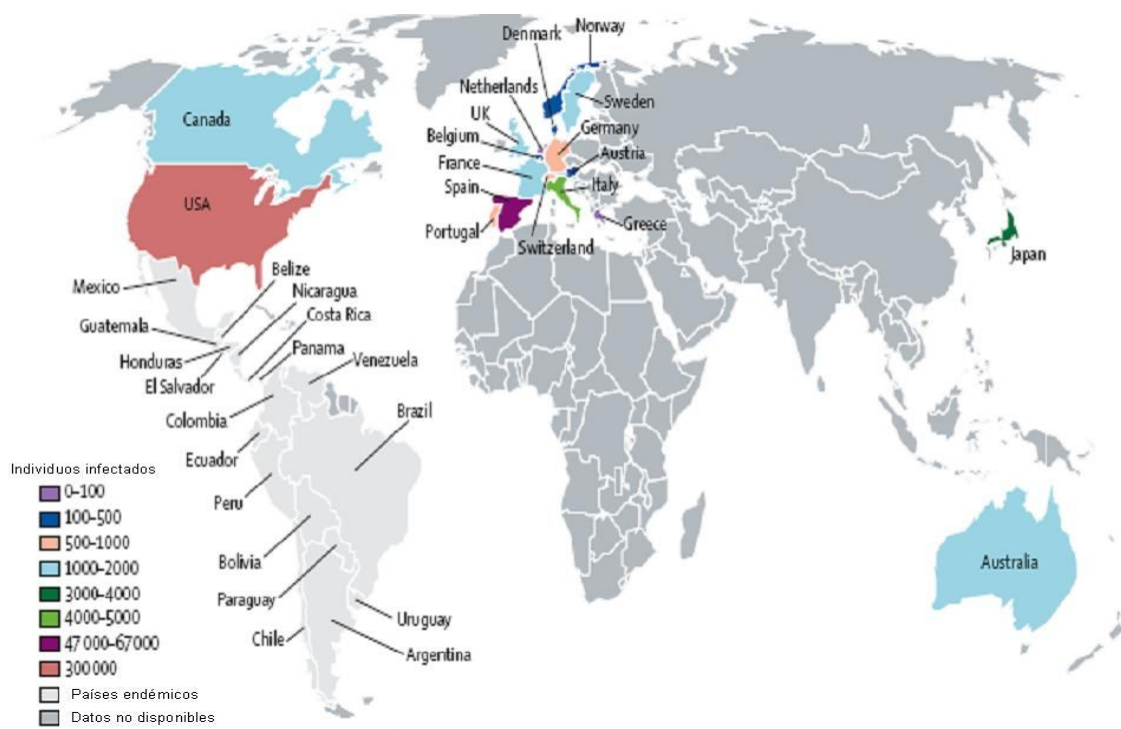 Norway
Denmark
Netherlands
Sweden
UK
Canada
Germany
Belgium
Austria
France
Spain
Italy
USA
Greece
Portugal
Switzerland
Japan
Belize
Mexico
Nicaragua
Costa Rica
Guatemala
Panama
Honduras
Venezuela
El Salvador
Colombia
Brazil
Ecuador
Peru
Bolivia
Australia
Paraguay
Uruguay
Chile
Argentina
Individuos infectados
0–100
100–500
500–1000
1000–2000
3000–4000
4000–5000
47 000–67 000
300 000
Países endémicos
Datos no disponibles